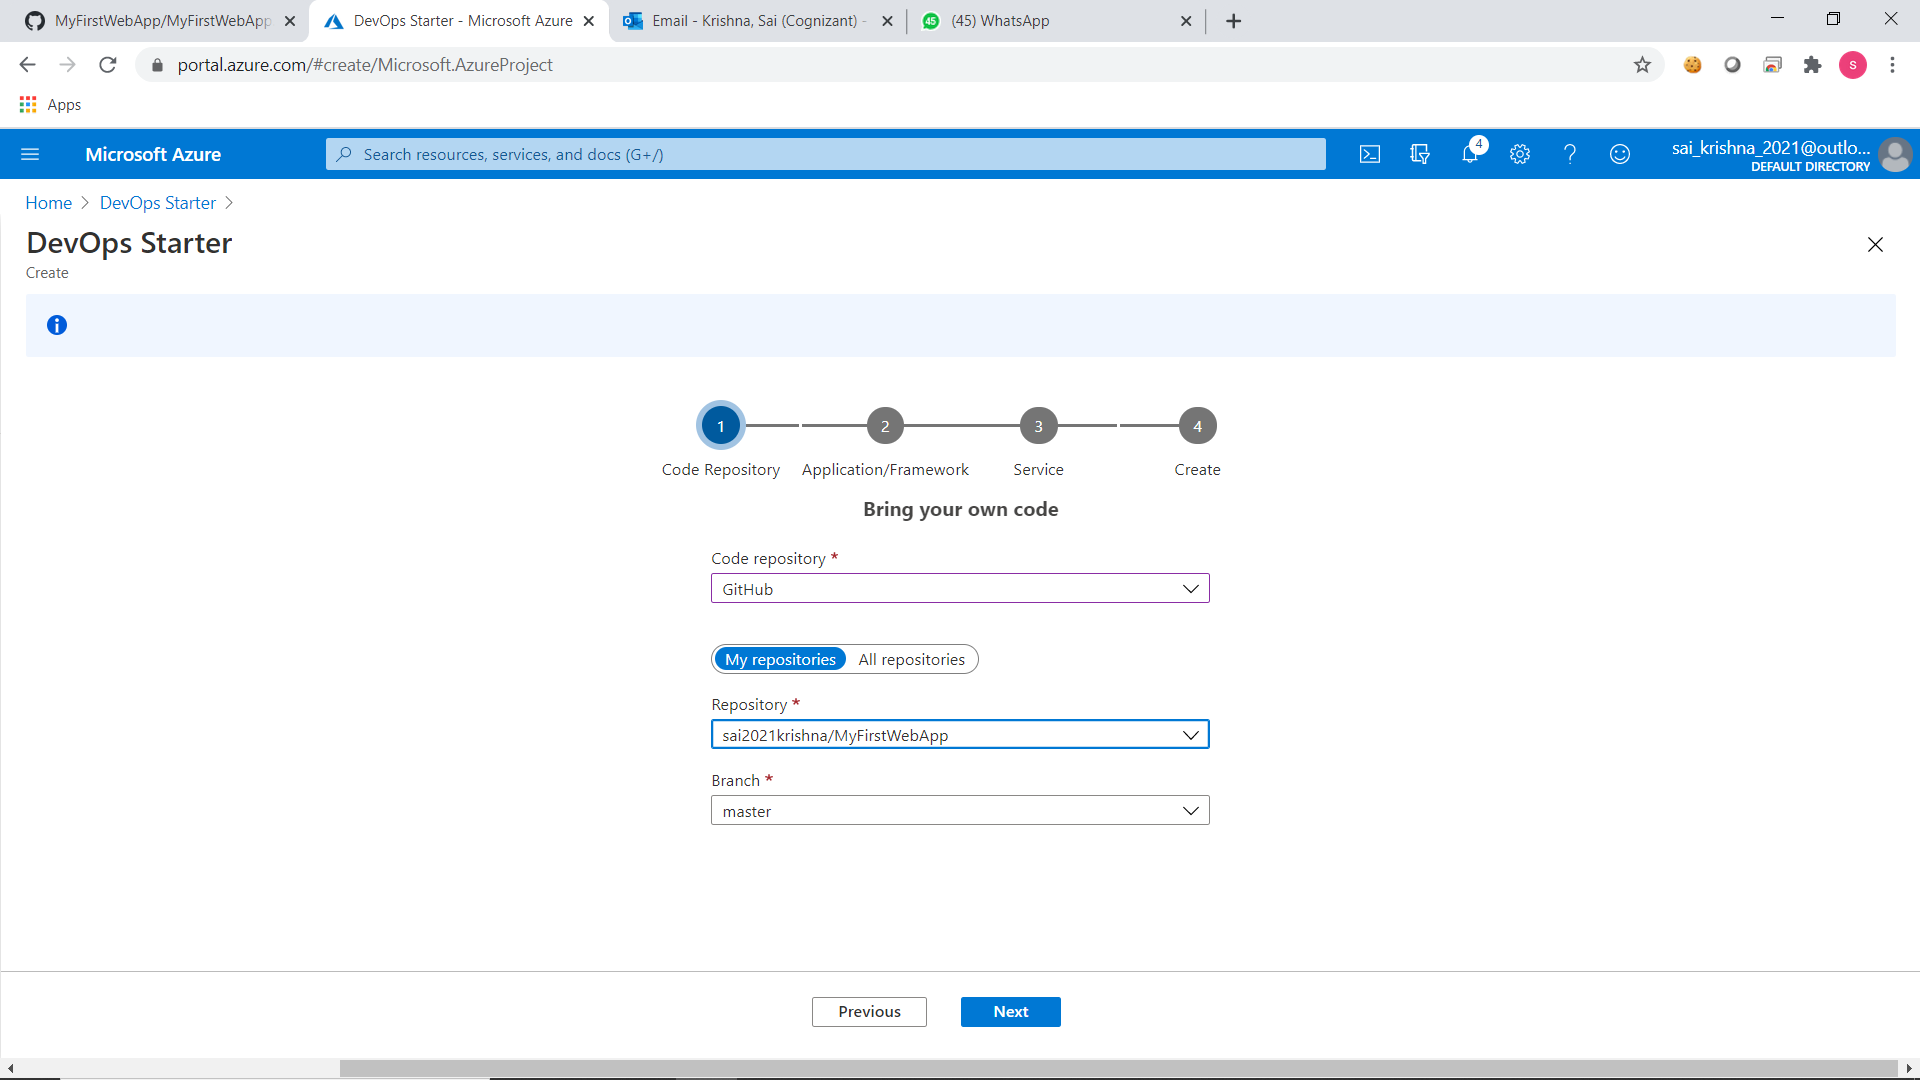 MyFirstWebApp/MyFirstWebApp
DevOps Starter - Microsoft Azure
Email - Krishna, Sai (Cognizant) -
45
(45) WhatsApp
portal.azure.com/#create/Microsoft.AzureProject
S
Apps
Microsoft Azure
Search resources, services, and docs (G+/)
4
sai_krishna_2021@outlo...
DEFAULT DIRECTORY
Home > DevOps Starter >
DevOps Starter
Create
1
2
3
4
Code Repository
Application/Framework
Service
Create
Bring your own code
Code repository *
GitHub
My repositories
All repositories
Repository *
sai2021krishna/MyFirstWebApp
Branch *
master
Previous
Next